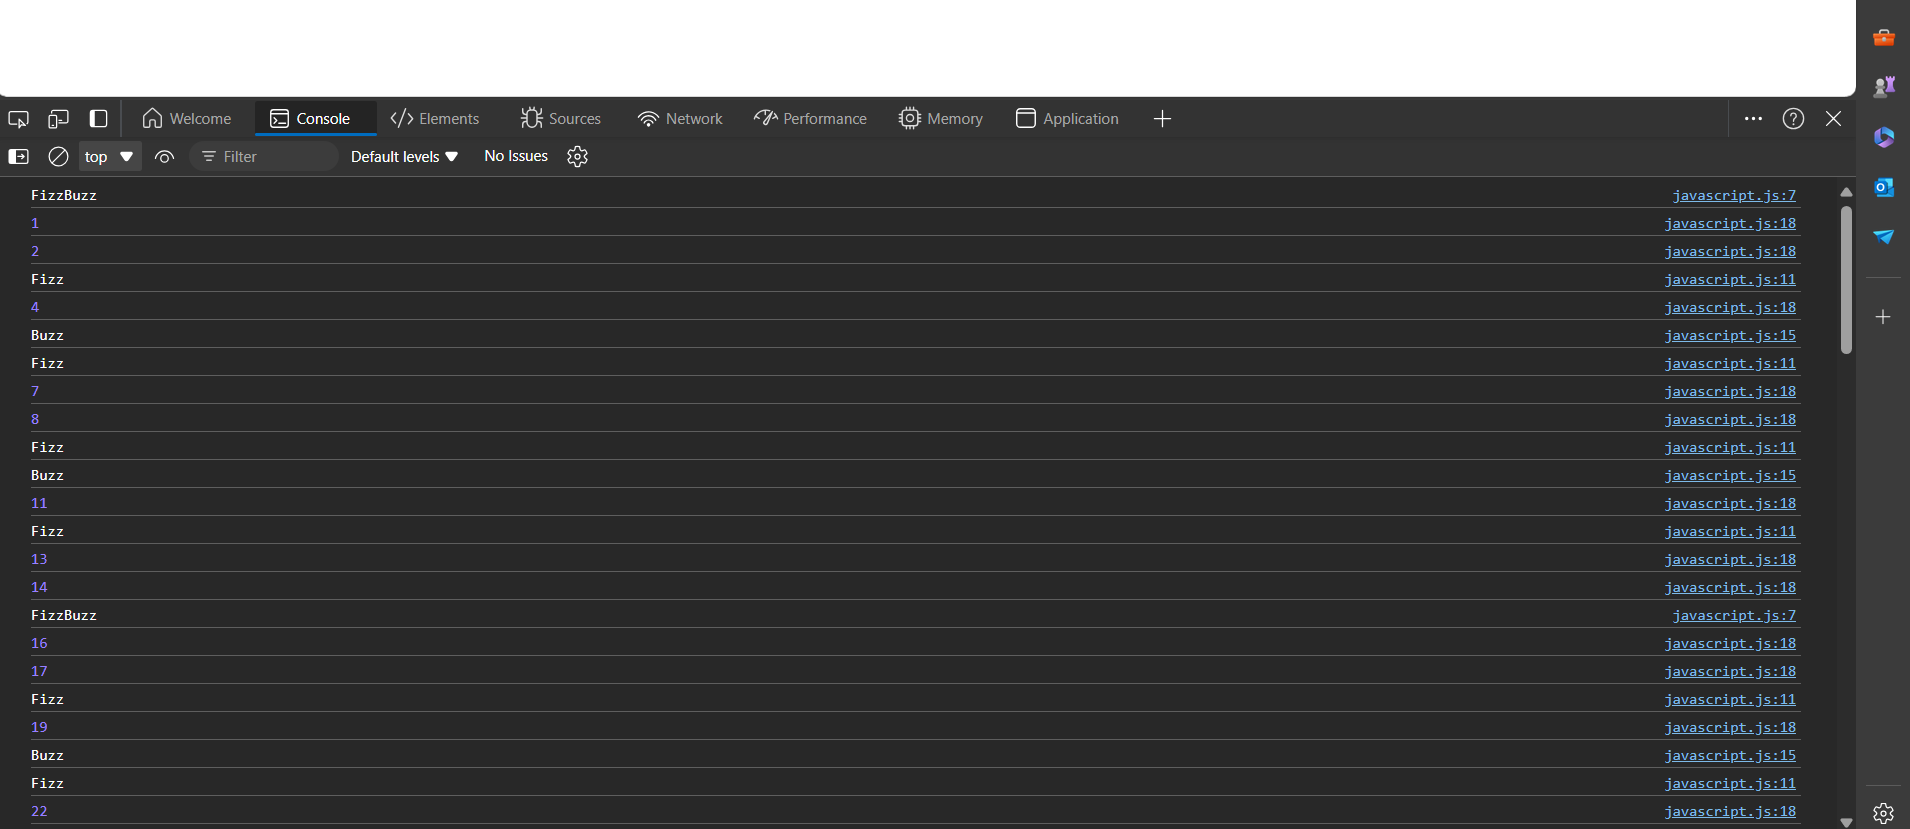 Welcome Console Elements Sources Network Performance Memory Application
top Filter Default levels No Issues
FizzBuzz javascript.js:7
1 javascript.js:18
2 javascript.js:18
Fizz javascript.js:11
4 javascript.js:18
Buzz javascript.js:15
Fizz javascript.js:11
7 javascript.js:18
8 javascript.js:18
Fizz javascript.js:11
Buzz javascript.js:15
11 javascript.js:18
Fizz javascript.js:11
13 javascript.js:18
14 javascript.js:18
FizzBuzz javascript.js:7
16 javascript.js:18
17 javascript.js:18
Fizz javascript.js:11
19 javascript.js:18
Buzz javascript.js:15
Fizz javascript.js:11
22 javascript.js:18